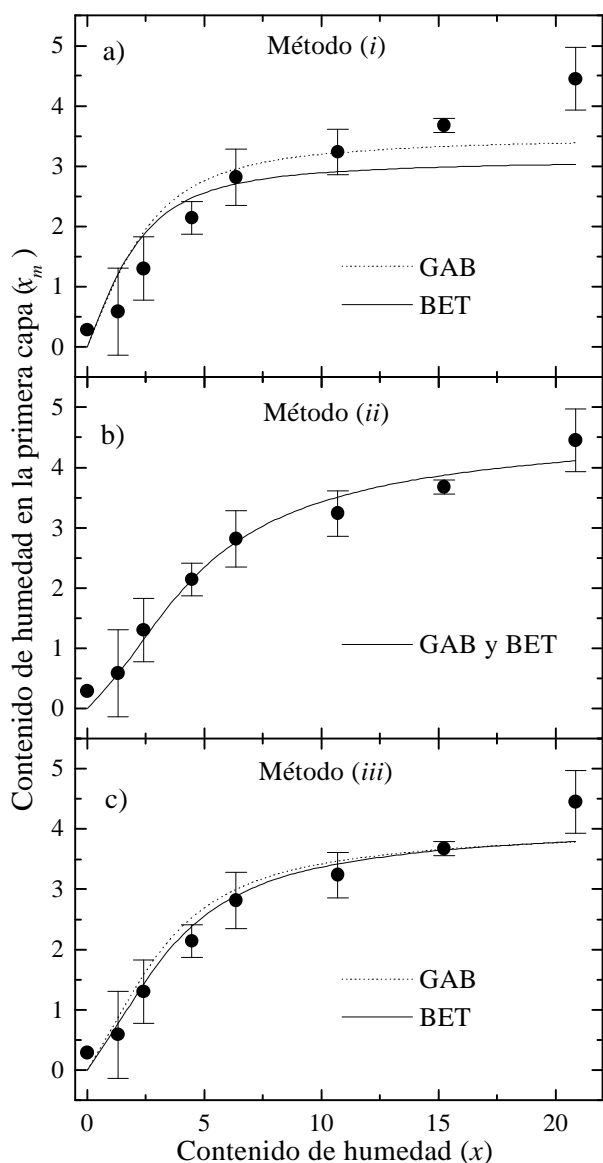 Contenido de humedad en la primera capa (x_m)
a)
Método (i)
5
4
3
2
1
0
GAB
BET
b)
Método (ii)
5
4
3
2
1
0
GAB y BET
c)
Método (iii)
5
4
3
2
1
0
GAB
BET
0 5 10 15 20
Contenido de humedad (x)